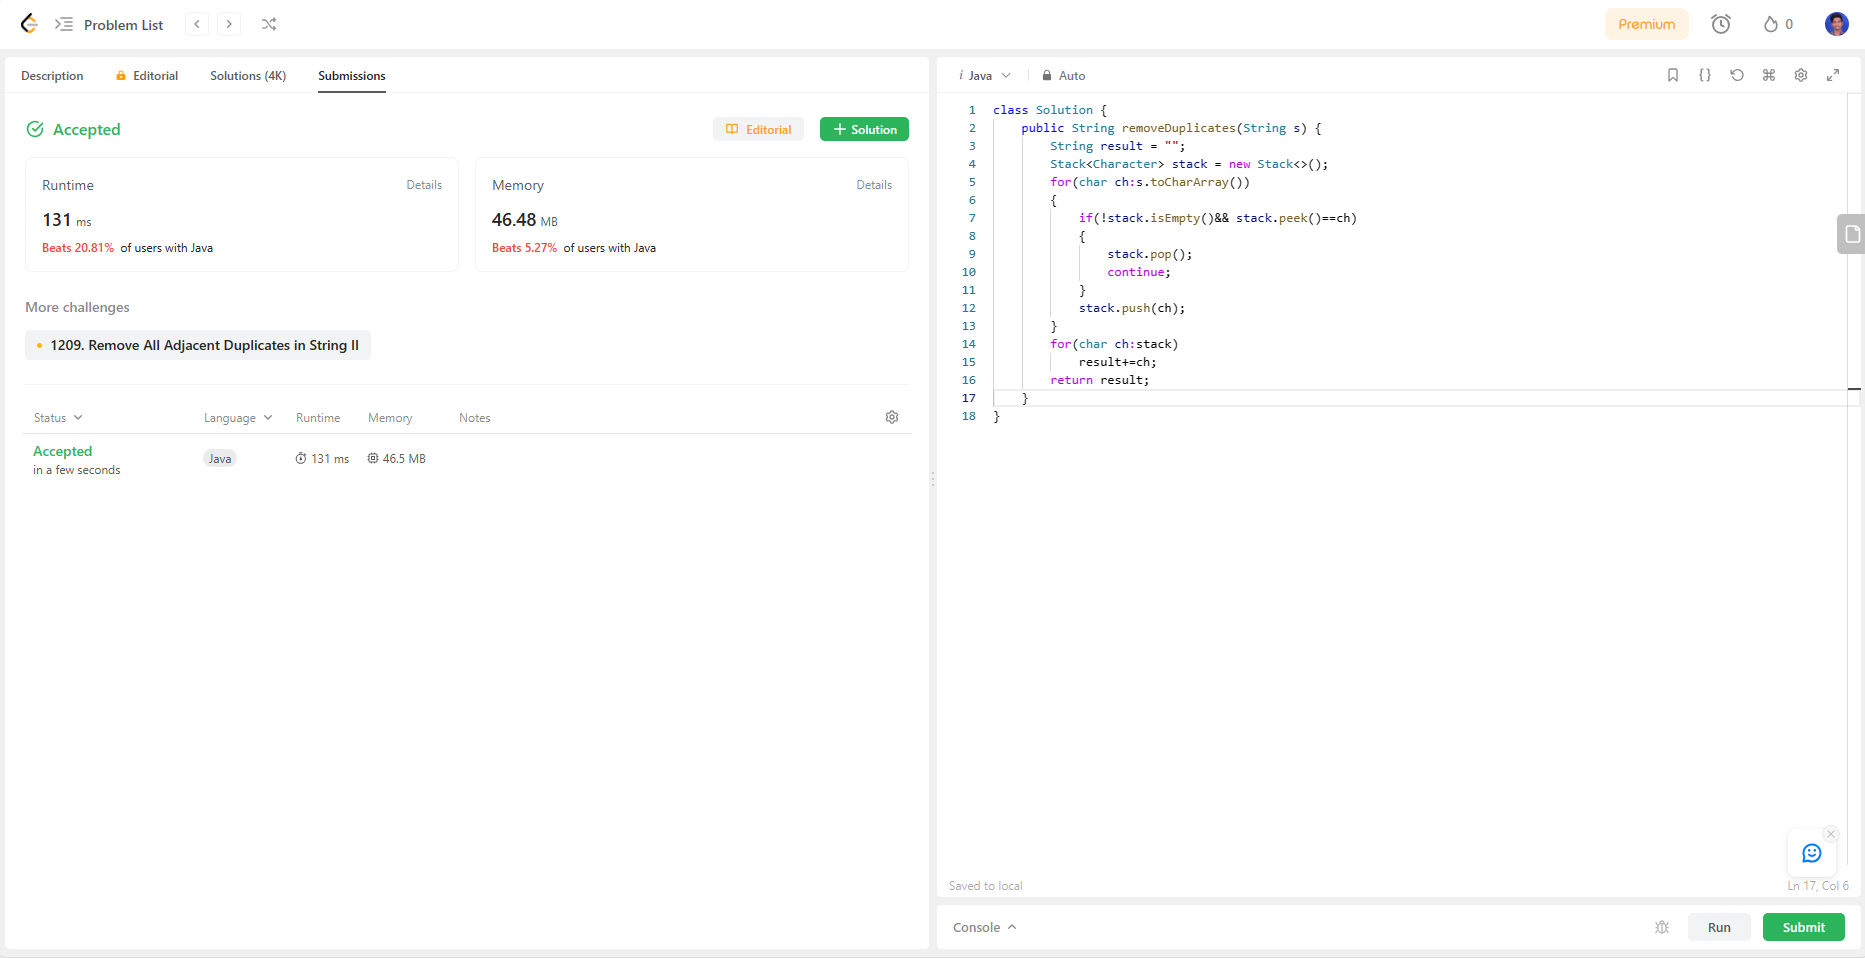 Problem List
Premium
0
Description
Editorial
Solutions (4K)
Submissions
Accepted
Editorial
Solution
Runtime
Details
131 ms
Beats 20.81% of users with Java
Memory
Details
46.48 MB
Beats 5.27% of users with Java
More challenges
1209. Remove All Adjacent Duplicates in String II
Status
Language
Runtime
Memory
Notes
Accepted
in a few seconds
Java
131 ms
46.5 MB
i Java
Auto
1 class Solution {
2     public String removeDuplicates(String s) {
3         String result = "";
4         Stack<Character> stack = new Stack<>();
5         for(char ch:s.toCharArray())
6         {
7             if(!stack.isEmpty()&& stack.peek()==ch)
8             {
9                 stack.pop();
10                 continue;
11             }
12             stack.push(ch);
13         }
14         for(char ch:stack)
15             result+=ch;
16         return result;
17     }
18 }
Saved to local
Ln 17, Col 6
Console
Run
Submit